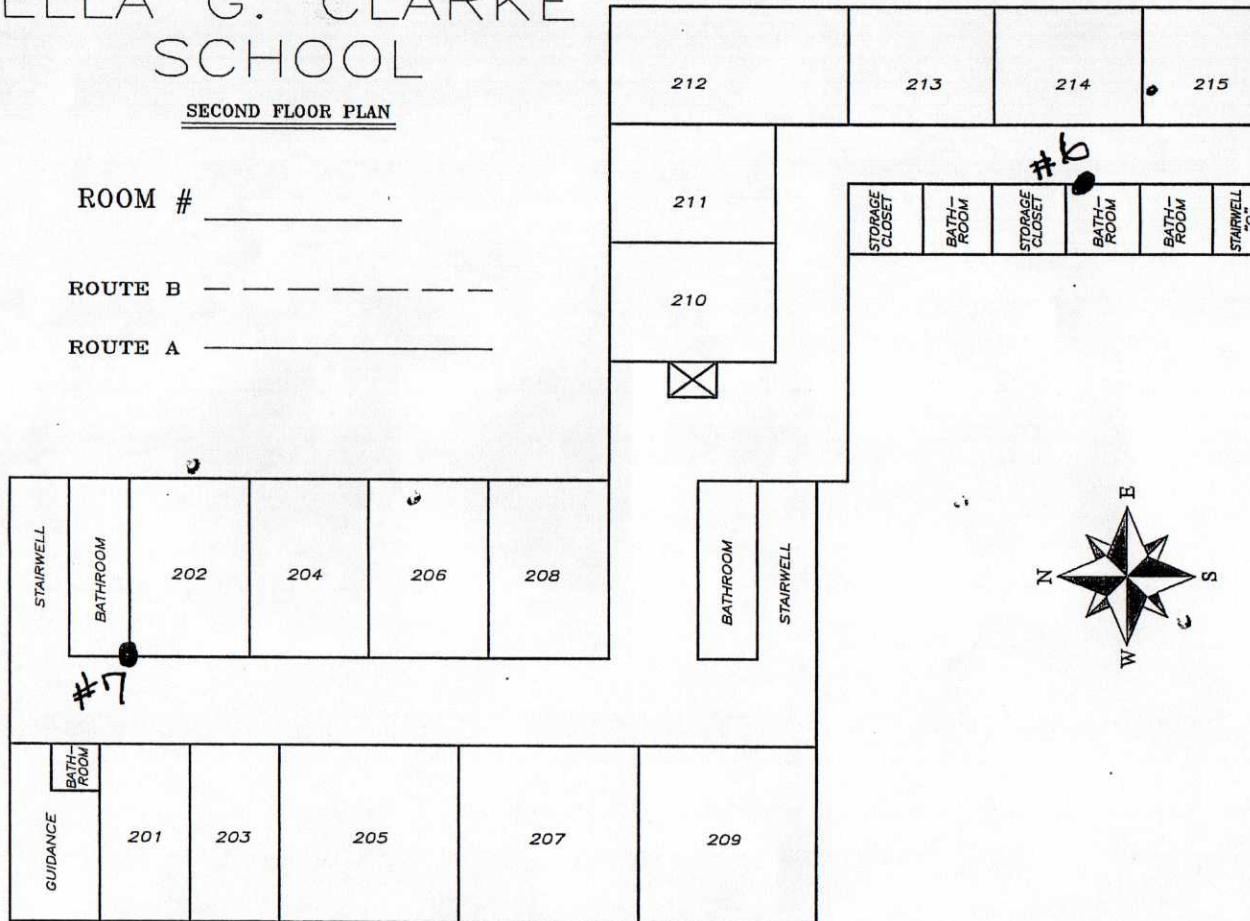 ELLA G. CLARKE
SCHOOL
SECOND FLOOR PLAN
ROOM #
ROUTE B
ROUTE A
212
213
214
215
#6
211
STORAGE
CLOSET
BATH-
ROOM
STORAGE
CLOSET
BATH-
ROOM
BATH-
ROOM
STAIRWELL
210
STAIRWELL
BATHROOM
202
204
206
208
BATHROOM
STAIRWELL
N
E
S
W
#7
BATH-
ROOM
GUIDANCE
201
203
205
207
209